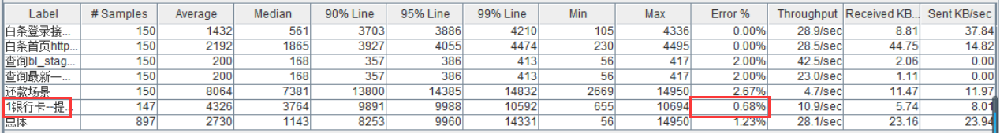 Label # Samples Average Median 90% Line 95% Line 99% Line Min Max Error % Throughput Received KB... Sent KB/sec
白条登录接... 150 1432 561 3703 3886 4210 105 4336 0.00% 28.9/sec 8.81 37.84
白条首页http... 150 2192 1865 3927 4055 4474 230 4495 0.00% 28.5/sec 44.75 14.82
查询bl_stag... 150 200 168 357 386 413 56 417 2.00% 42.5/sec 2.06 0.00
查询最新一... 150 200 168 357 386 413 56 417 2.00% 23.0/sec 1.11 0.00
还款场景 150 8064 7381 13800 14385 14832 2669 14950 2.67% 4.7/sec 11.47 11.97
1银行卡--提... 147 4326 3764 9891 9988 10592 655 10694 0.68% 10.9/sec 5.74 8.01
总体 897 2730 1143 8253 9960 14331 56 14950 1.23% 28.1/sec 23.16 23.94